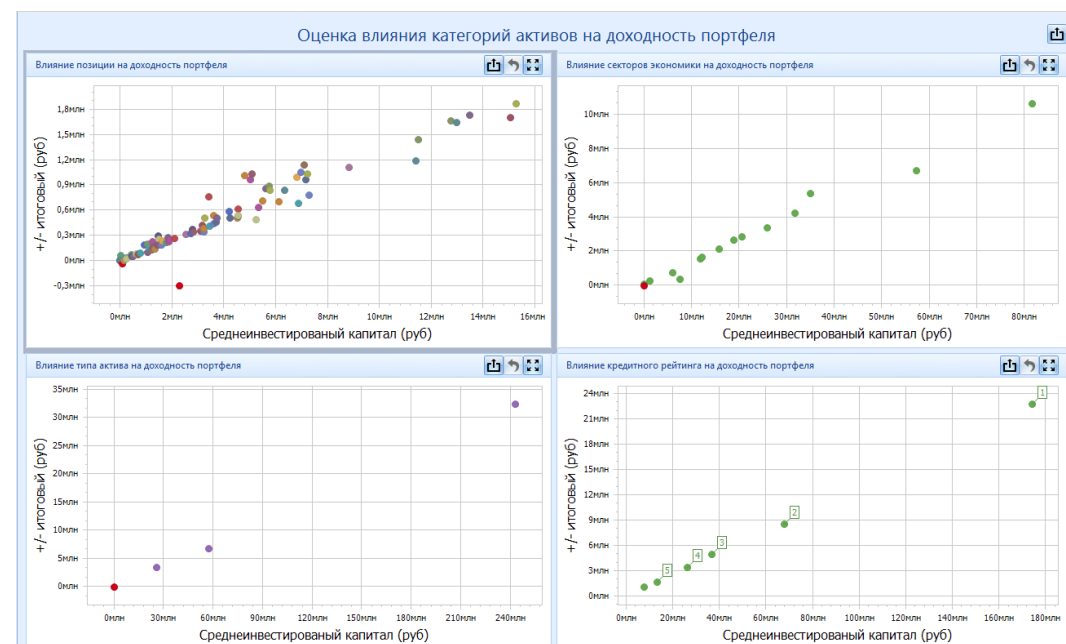 Оценка влияния категорий активов на доходность портфеля
Влияние позиции на доходность портфеля
1,8млн
1,5млн
1,2млн
0,9млн
0,6млн
0,3млн
0млн
-0,3млн
+/- итоговый (руб)
0млн 2млн 4млн 6млн 8млн 10млн 12млн 14млн 16млн
Среднеинвестированый капитал (руб)
Влияние секторов экономики на доходность портфеля
10млн
8млн
6млн
4млн
2млн
0млн
+/- итоговый (руб)
0млн 10млн 20млн 30млн 40млн 50млн 60млн 70млн 80млн
Среднеинвестированый капитал (руб)
Влияние типа актива на доходность портфеля
35млн
30млн
25млн
20млн
15млн
10млн
5млн
0млн
+/- итоговый (руб)
0млн 30млн 60млн 90млн 120млн 150млн 180млн 210млн 240млн
Среднеинвестированый капитал (руб)
Влияние кредитного рейтинга на доходность портфеля
24млн
21млн
18млн
15млн
12млн
9млн
6млн
3млн
0млн
+/- итоговый (руб)
1
2
3
4
5
0млн 20млн 40млн 60млн 80млн 100млн 120млн 140млн 160млн 180млн
Среднеинвестированый капитал (руб)